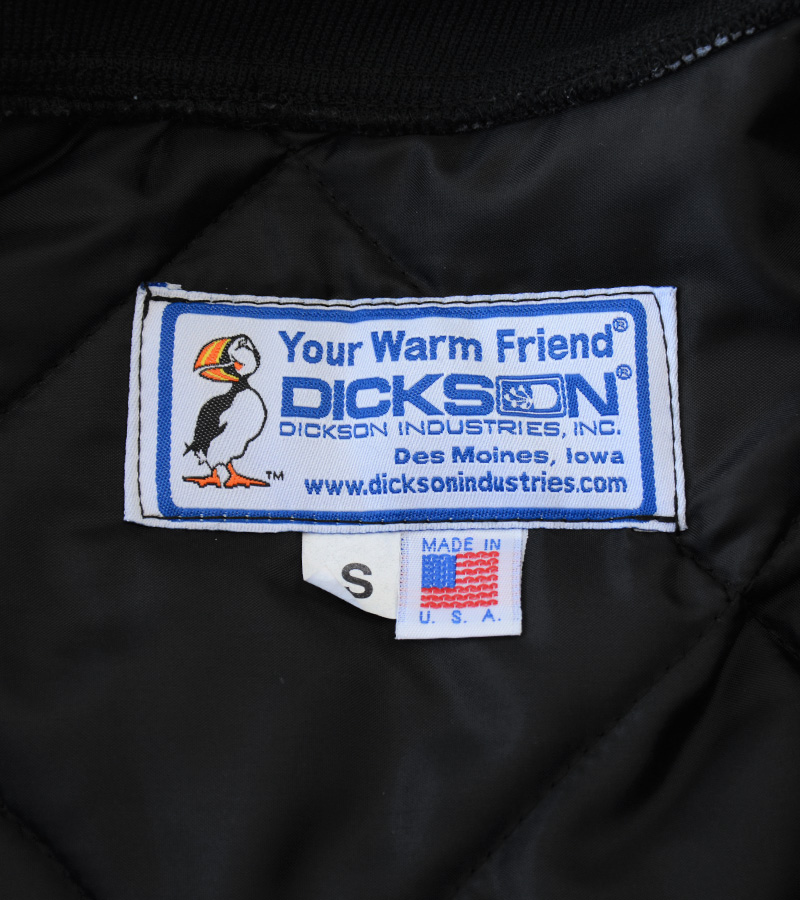 Your Warm Friend®
DICKSON®
DICKSON INDUSTRIES, INC.
Des Moines, Iowa
™
www.dicksonindustries.com
S
MADE IN
U. S. A.